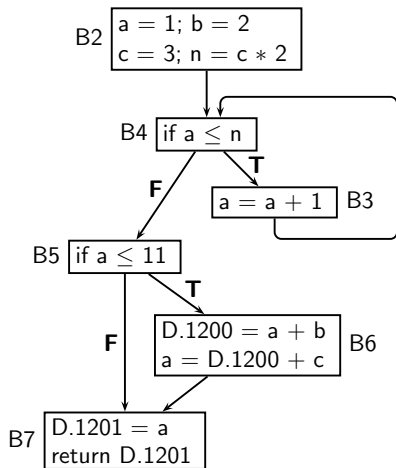 B2
a = 1; b = 2
c = 3; n = c * 2
B4
if a ≤ n
F
T
a = a + 1
B3
B5
if a ≤ 11
F
T
D.1200 = a + b
a = D.1200 + c
B6
B7
D.1201 = a
return D.1201